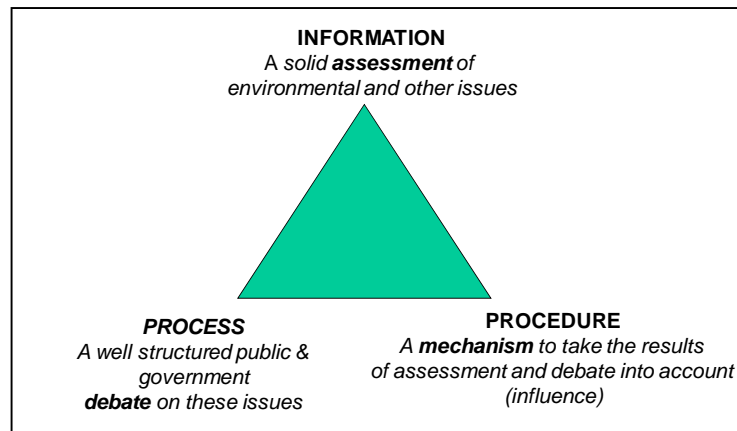 INFORMATION
A solid assessment of
environmental and other issues
PROCESS
A well structured public &
government
debate on these issues
PROCEDURE
A mechanism to take the results
of assessment and debate into account
(influence)